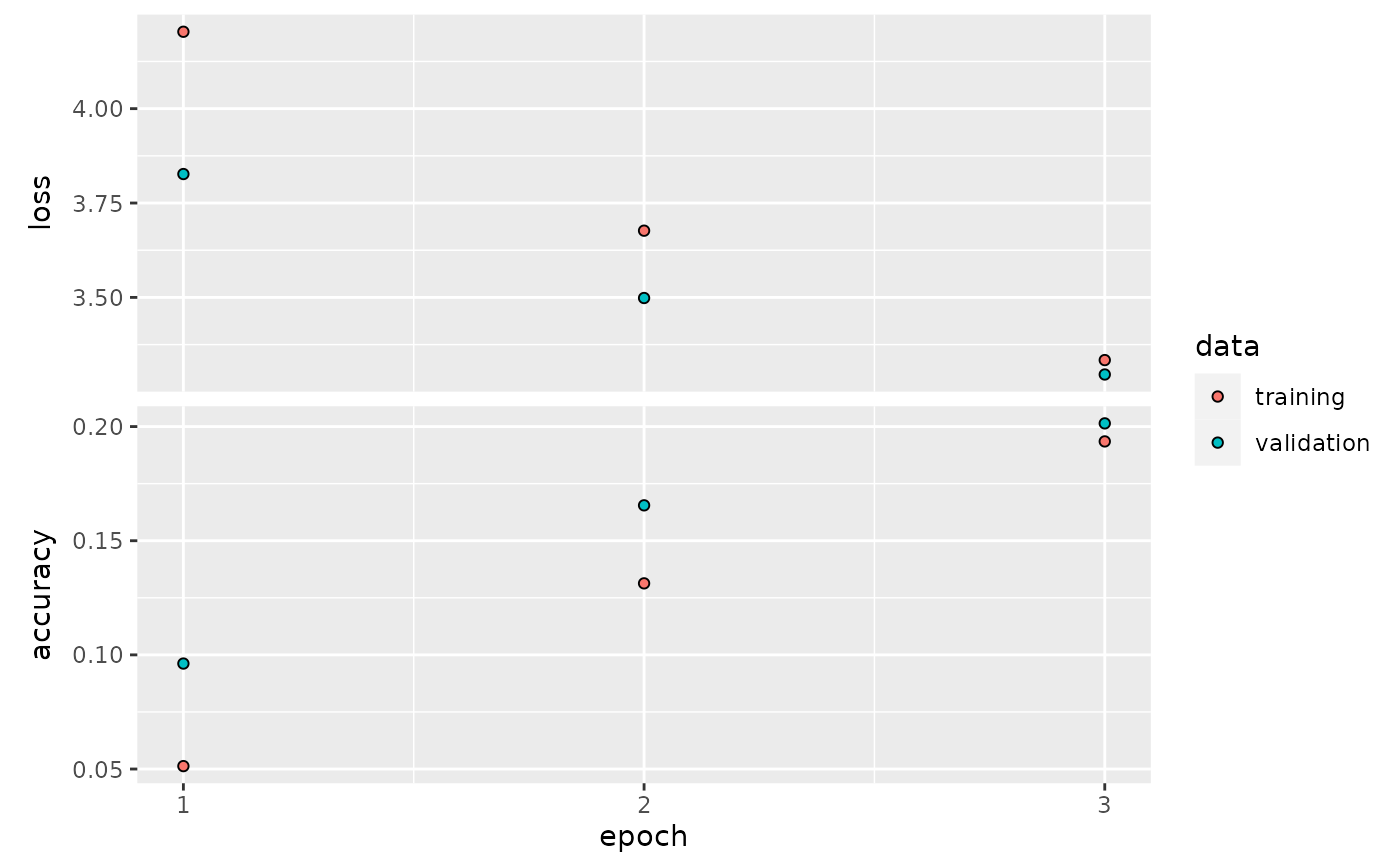 loss
4.00
3.75
3.50
accuracy
0.20
0.15
0.10
0.05
1 2 3
epoch
data
training
validation